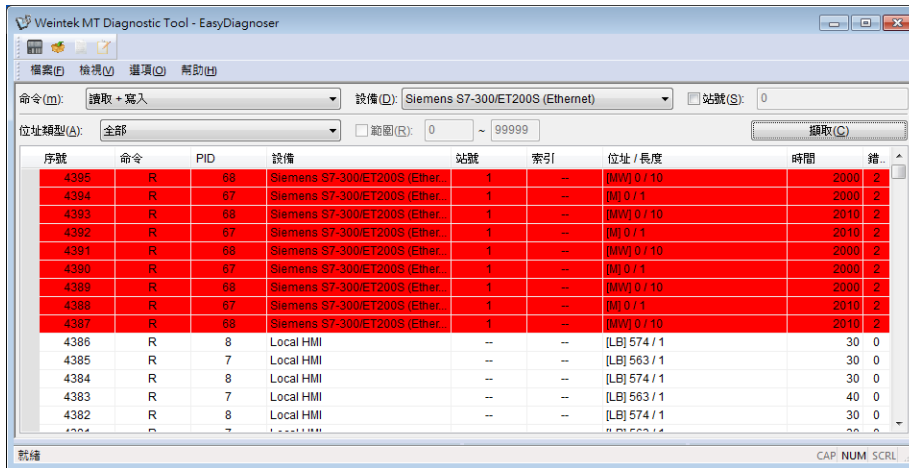 Weintek MT Diagnostic Tool - EasyDiagnoser
檔案(F) 檢視(V) 選項(O) 幫助(H)
命令(m): 讀取 + 寫入 設備(D): Siemens S7-300/ET200S (Ethernet) 站號(S): 0
位址類型(A): 全部 範圍(R): 0 ~ 99999 擷取(C)
序號 命令 PID 設備 站號 索引 位址 / 長度 時間 錯..
4395 R 68 Siemens S7-300/ET200S (Ether... 1 -- [MW] 0 / 10 2000 2
4394 R 67 Siemens S7-300/ET200S (Ether... 1 -- [M] 0 / 1 2000 2
4393 R 68 Siemens S7-300/ET200S (Ether... 1 -- [MW] 0 / 10 2010 2
4392 R 67 Siemens S7-300/ET200S (Ether... 1 -- [M] 0 / 1 2010 2
4391 R 68 Siemens S7-300/ET200S (Ether... 1 -- [MW] 0 / 10 2000 2
4390 R 67 Siemens S7-300/ET200S (Ether... 1 -- [M] 0 / 1 2000 2
4389 R 68 Siemens S7-300/ET200S (Ether... 1 -- [MW] 0 / 10 2000 2
4388 R 67 Siemens S7-300/ET200S (Ether... 1 -- [M] 0 / 1 2010 2
4387 R 68 Siemens S7-300/ET200S (Ether... 1 -- [MW] 0 / 10 2010 2
4386 R 8 Local HMI -- -- [LB] 574 / 1 30 0
4385 R 7 Local HMI -- -- [LB] 563 / 1 30 0
4384 R 8 Local HMI -- -- [LB] 574 / 1 30 0
4383 R 7 Local HMI -- -- [LB] 563 / 1 40 0
4382 R 8 Local HMI -- -- [LB] 574 / 1 30 0
就緒 CAP NUM SCRL